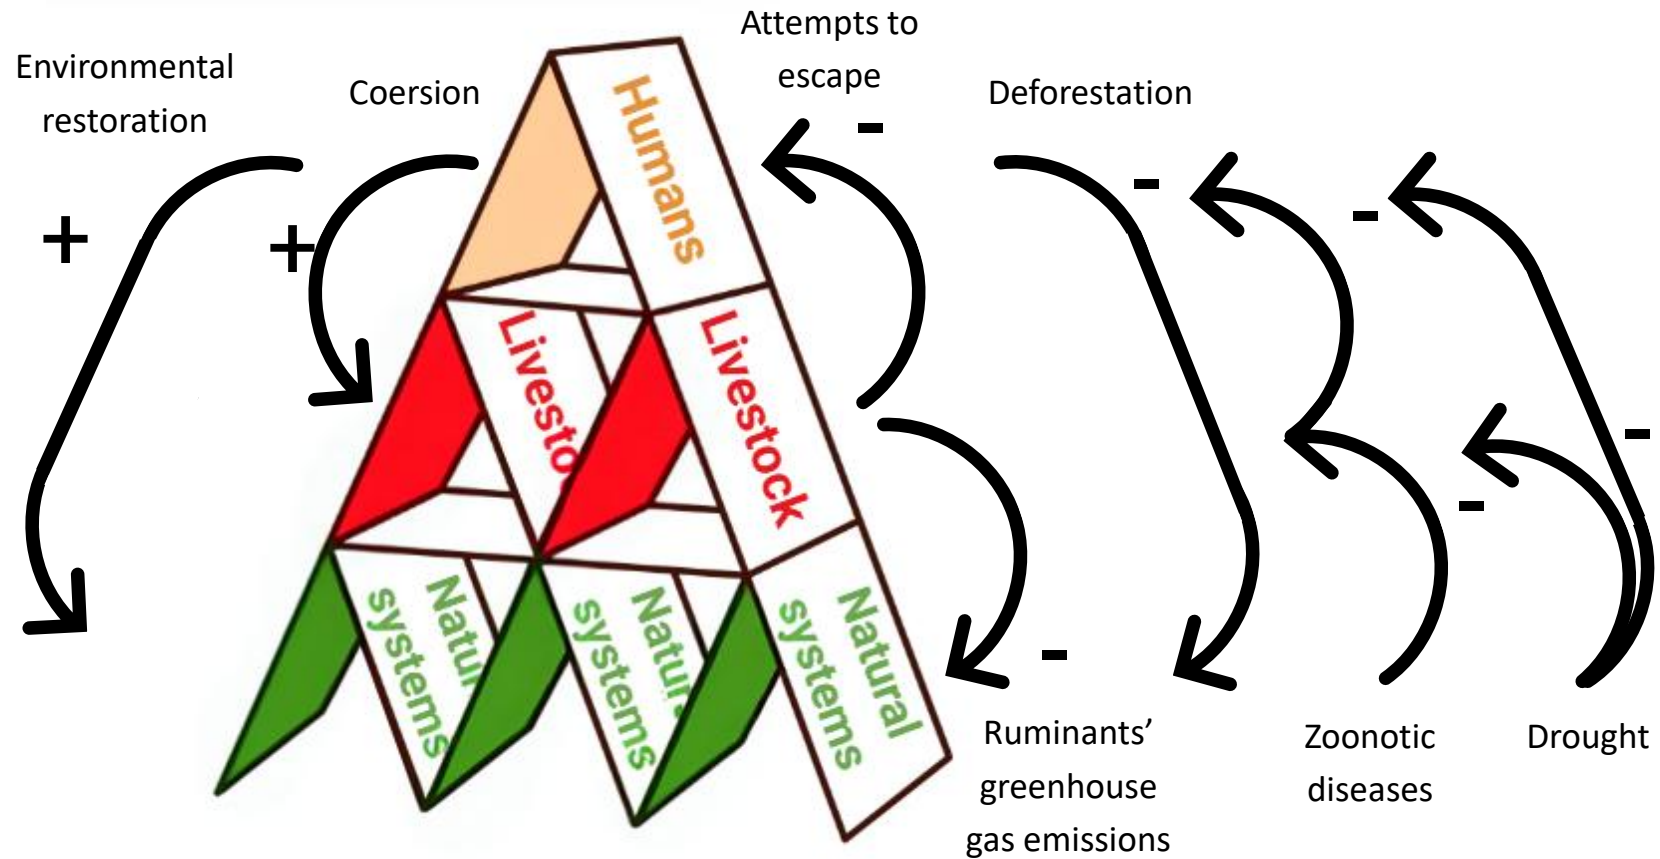 Environmental
restoration
Coersion
Attempts to
escape
Deforestation
-
-
-
+
+
-
-
-
Humans
Livesto
Livestock
Natur
systems
Natur
systems
Natural
systems
Ruminants’
greenhouse
gas emissions
Zoonotic
diseases
Drought